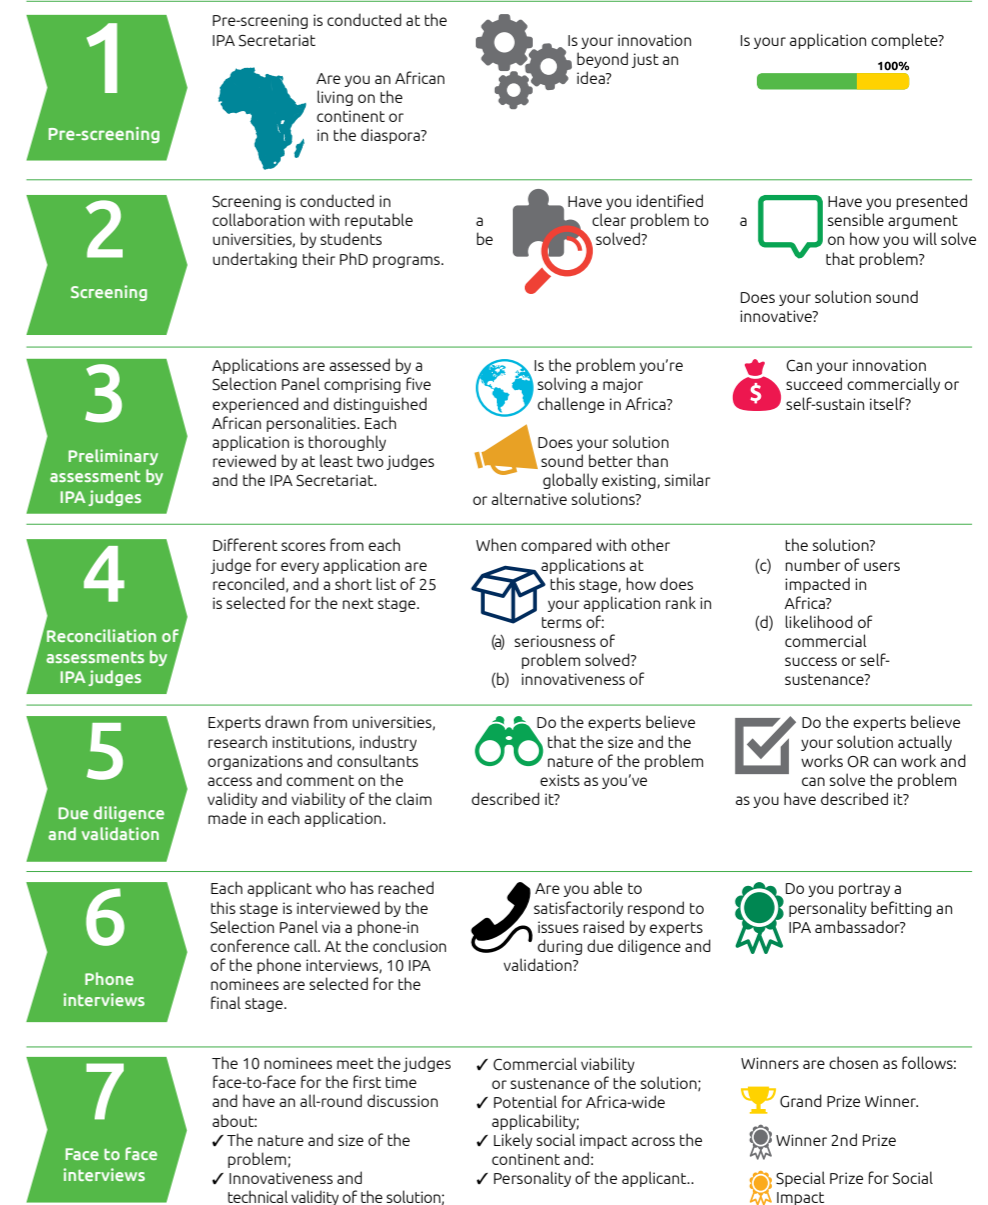 1
Pre-screening
Pre-screening is conducted at the
IPA Secretariat
Are you an African
living on the
continent or
in the diaspora?
Is your innovation
beyond just an
idea?
Is your application complete?
100%
2
Screening
Screening is conducted in
collaboration with reputable
universities, by students
undertaking their PhD programs.
Have you identified
a clear problem to
be solved?
Have you presented
a sensible argument
on how you will solve
that problem?
Does your solution sound
innovative?
3
Preliminary
assessment by
IPA judges
Applications are assessed by a
Selection Panel comprising five
experienced and distinguished
African personalities. Each
application is thoroughly
reviewed by at least two judges
and the IPA Secretariat.
Is the problem you're
solving a major
challenge in Africa?
Does your solution
sound better than
globally existing, similar
or alternative solutions?
$
Can your innovation
succeed commercially or
self-sustain itself?
4
Reconciliation of
assessments by
IPA judges
Different scores from each
judge for every application are
reconciled, and a short list of 25
is selected for the next stage.
When compared with other
applications at
this stage, how does
your application rank in
terms of:
(a) seriousness of
problem solved?
(b) innovativeness of
the solution?
(c) number of users
impacted in
Africa?
(d) likelihood of
commercial
success or self-
sustenance?
5
Due diligence
and validation
Experts drawn from universities,
research institutions, industry
organizations and consultants
access and comment on the
validity and viability of the claim
made in each application.
Do the experts believe
that the size and the
nature of the problem
exists as you've
described it?
Do the experts believe
your solution actually
works OR can work and
can solve the problem
as you have described it?
6
Phone
interviews
Each applicant who has reached
this stage is interviewed by the
Selection Panel via a phone-in
conference call. At the conclusion
of the phone interviews, 10 IPA
nominees are selected for the
final stage.
Are you able to
satisfactorily respond to
issues raised by experts
during due diligence and
validation?
Do you portray a
personality befitting an
IPA ambassador?
7
Face to face
interviews
The 10 nominees meet the judges
face-to-face for the first time
and have an all-round discussion
about:
✓ The nature and size of the
problem;
✓ Innovativeness and
technical validity of the solution;
✓ Commercial viability
or sustenance of the solution;
✓ Potential for Africa-wide
applicability;
✓ Likely social impact across the
continent and:
✓ Personality of the applicant..
Winners are chosen as follows:
Grand Prize Winner.
Winner 2nd Prize
Special Prize for Social
Impact